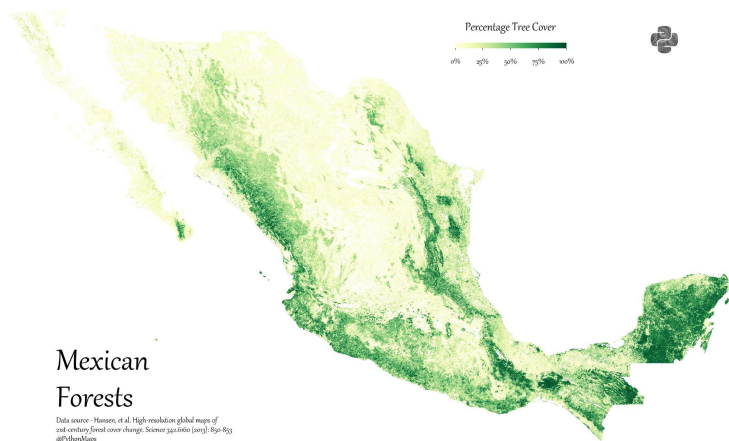 Percentage Tree Cover
0% 25% 50% 75% 100%
Mexican
Forests
Data source - Hansen, et al. High-resolution global maps of
21st-century forest cover change. Science 342.6160 (2013): 850-853
@PythonMaps